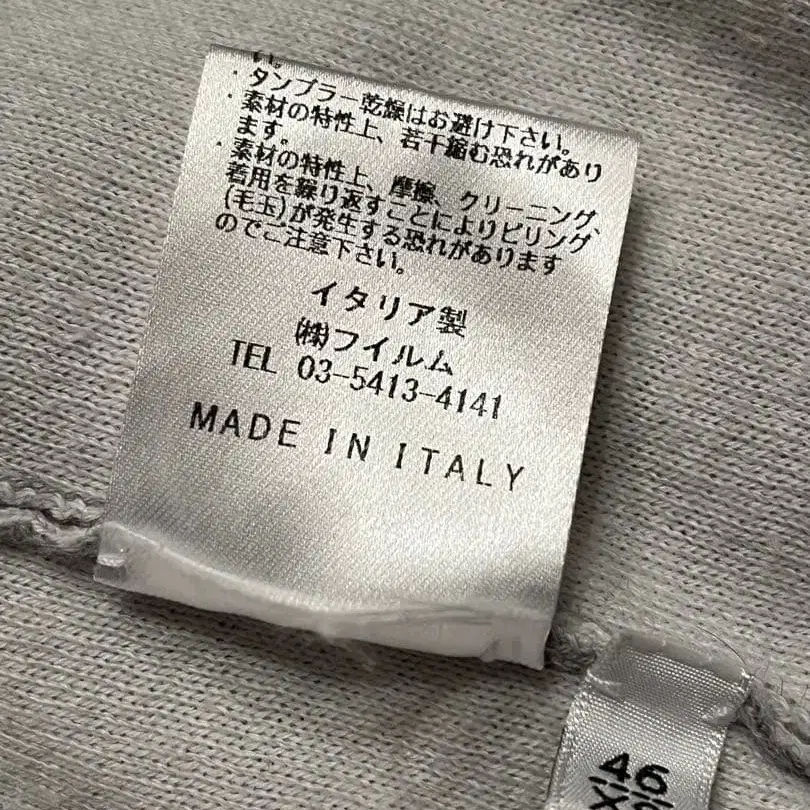 い。
・タンブラー乾燥はお避け下さい。
・素材の特性上、若干縮む恐れがあり
ます。
・素材の特性上、摩擦、クリーニング、
着用を繰り返すことによりピリング
(毛玉)が発生する恐れがあります
のでご注意下さい。
イタリア製
㈱フイルム
TEL 03-5413-4141
MADE IN ITALY
46